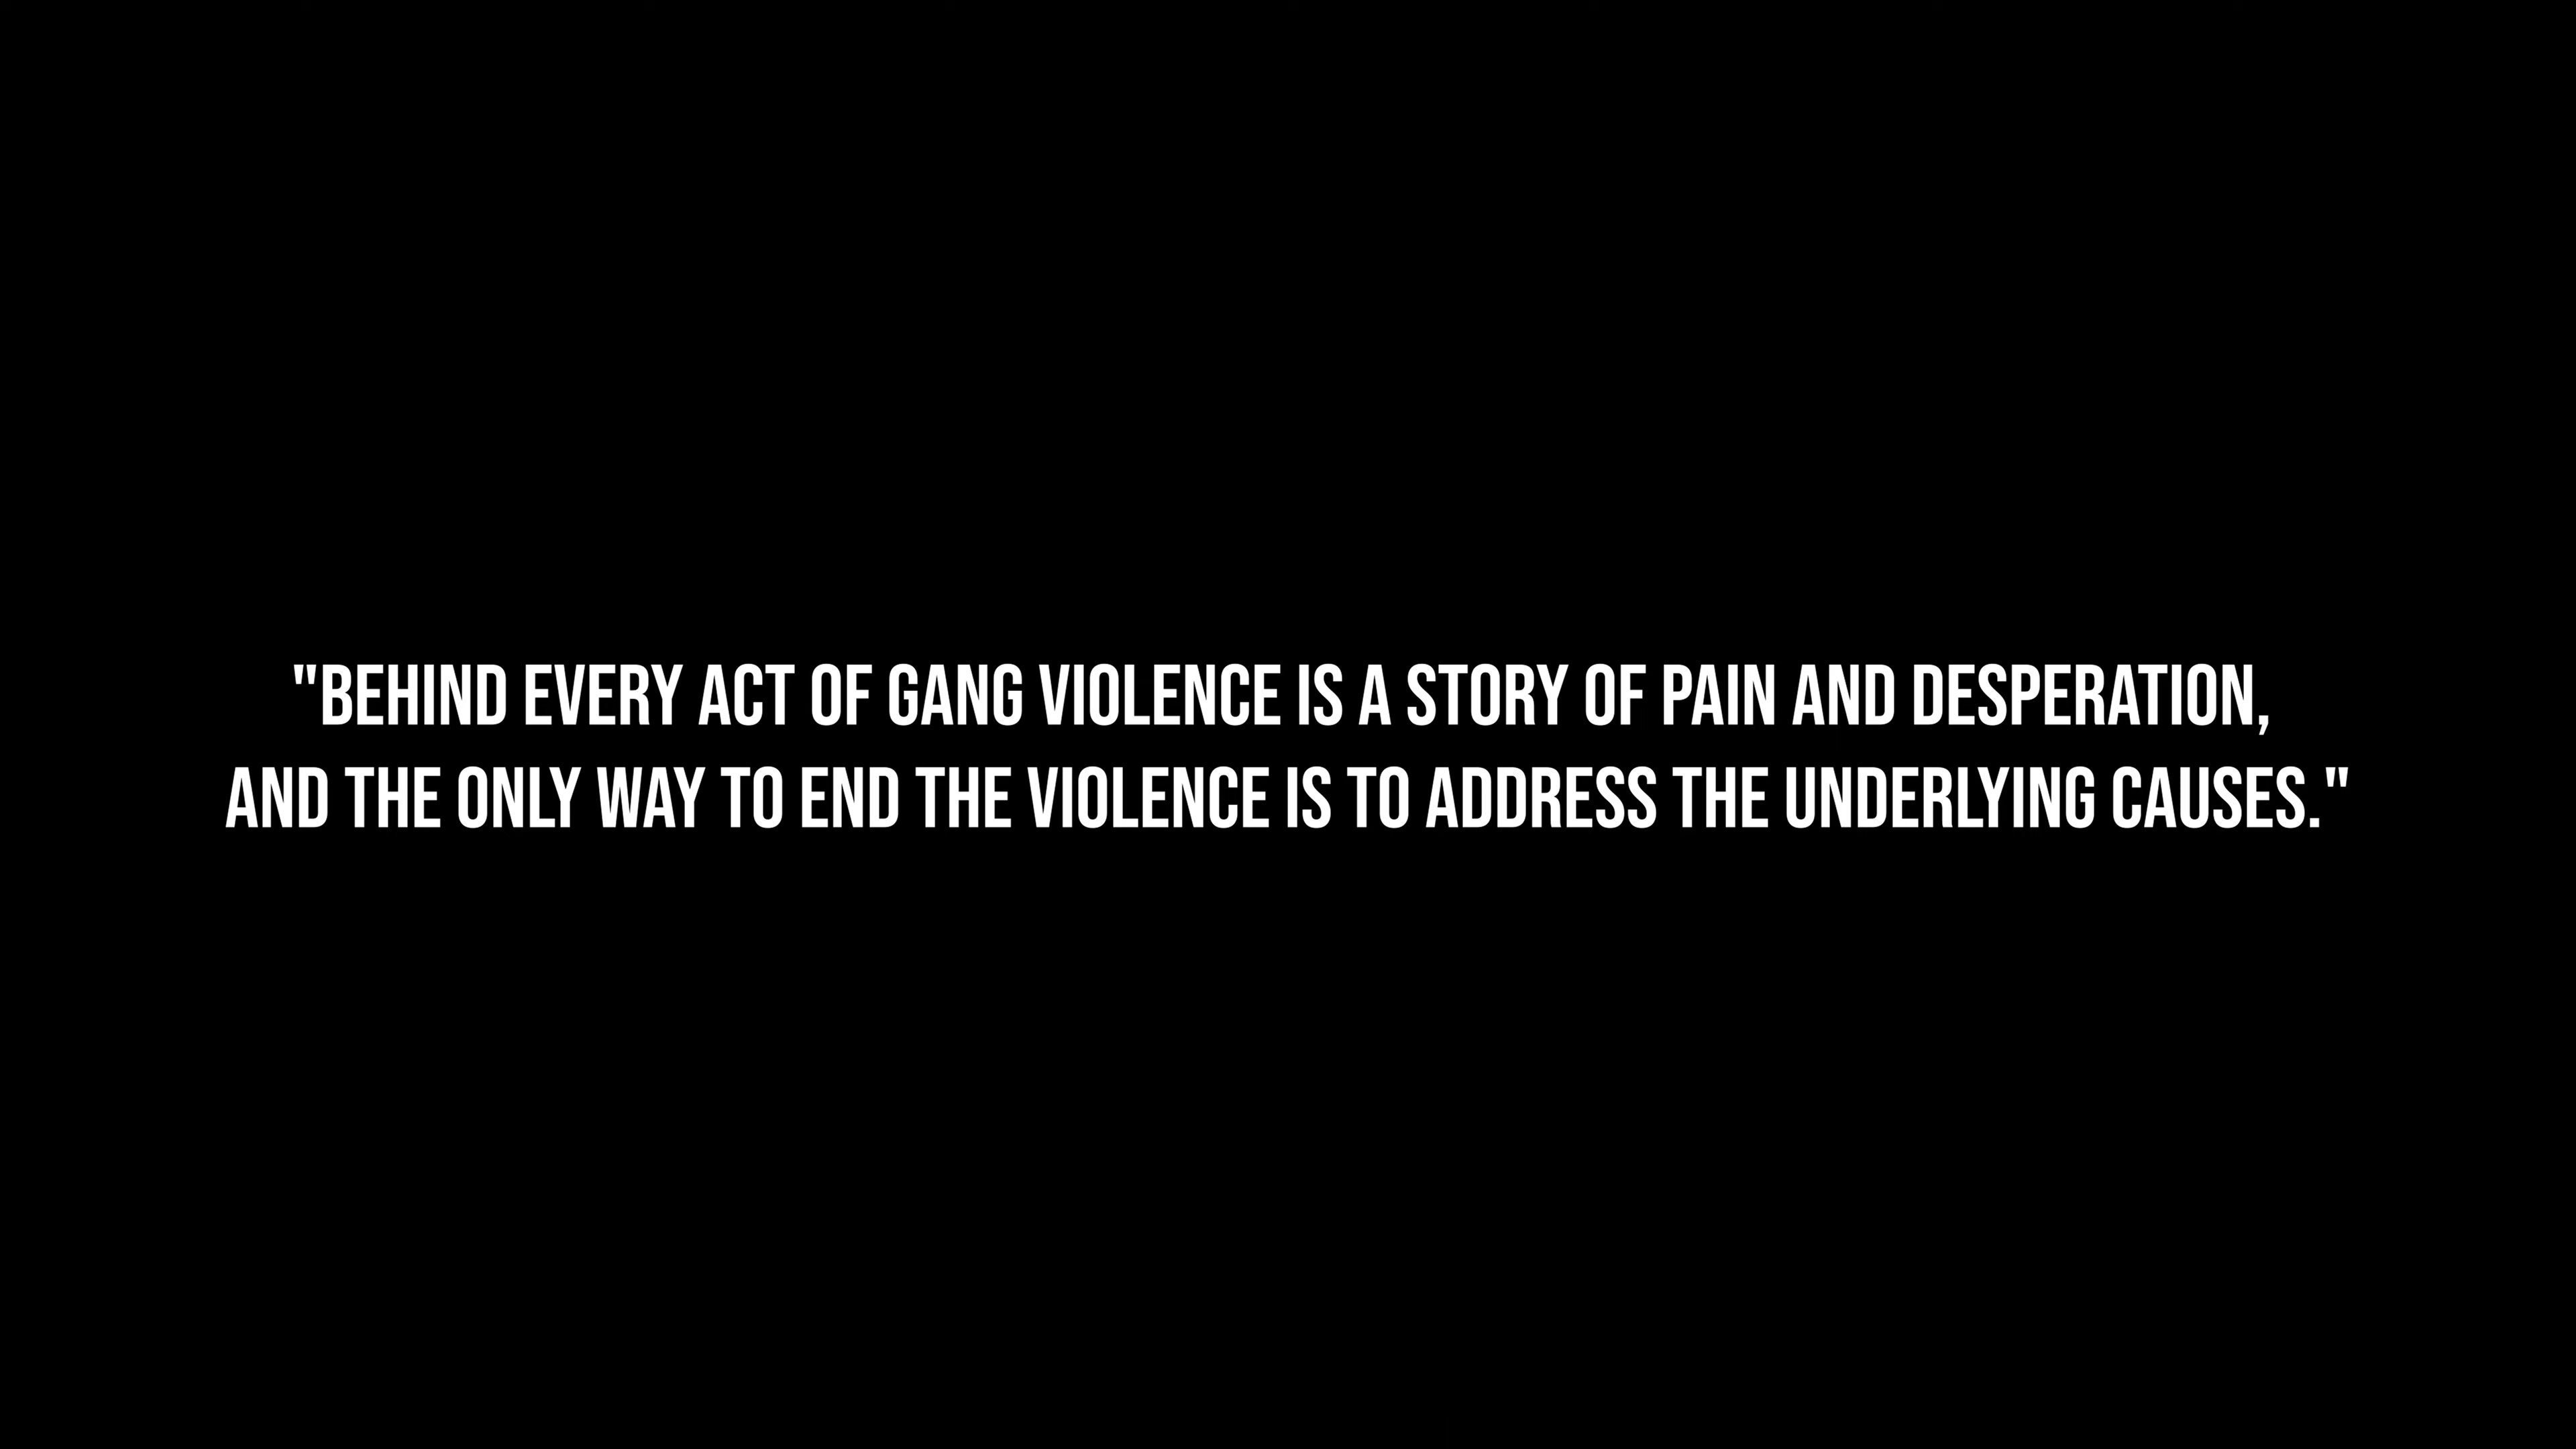 "BEHIND EVERY ACT OF GANG VIOLENCE IS A STORY OF PAIN AND DESPERATION,
AND THE ONLY WAY TO END THE VIOLENCE IS TO ADDRESS THE UNDERLYING CAUSES."